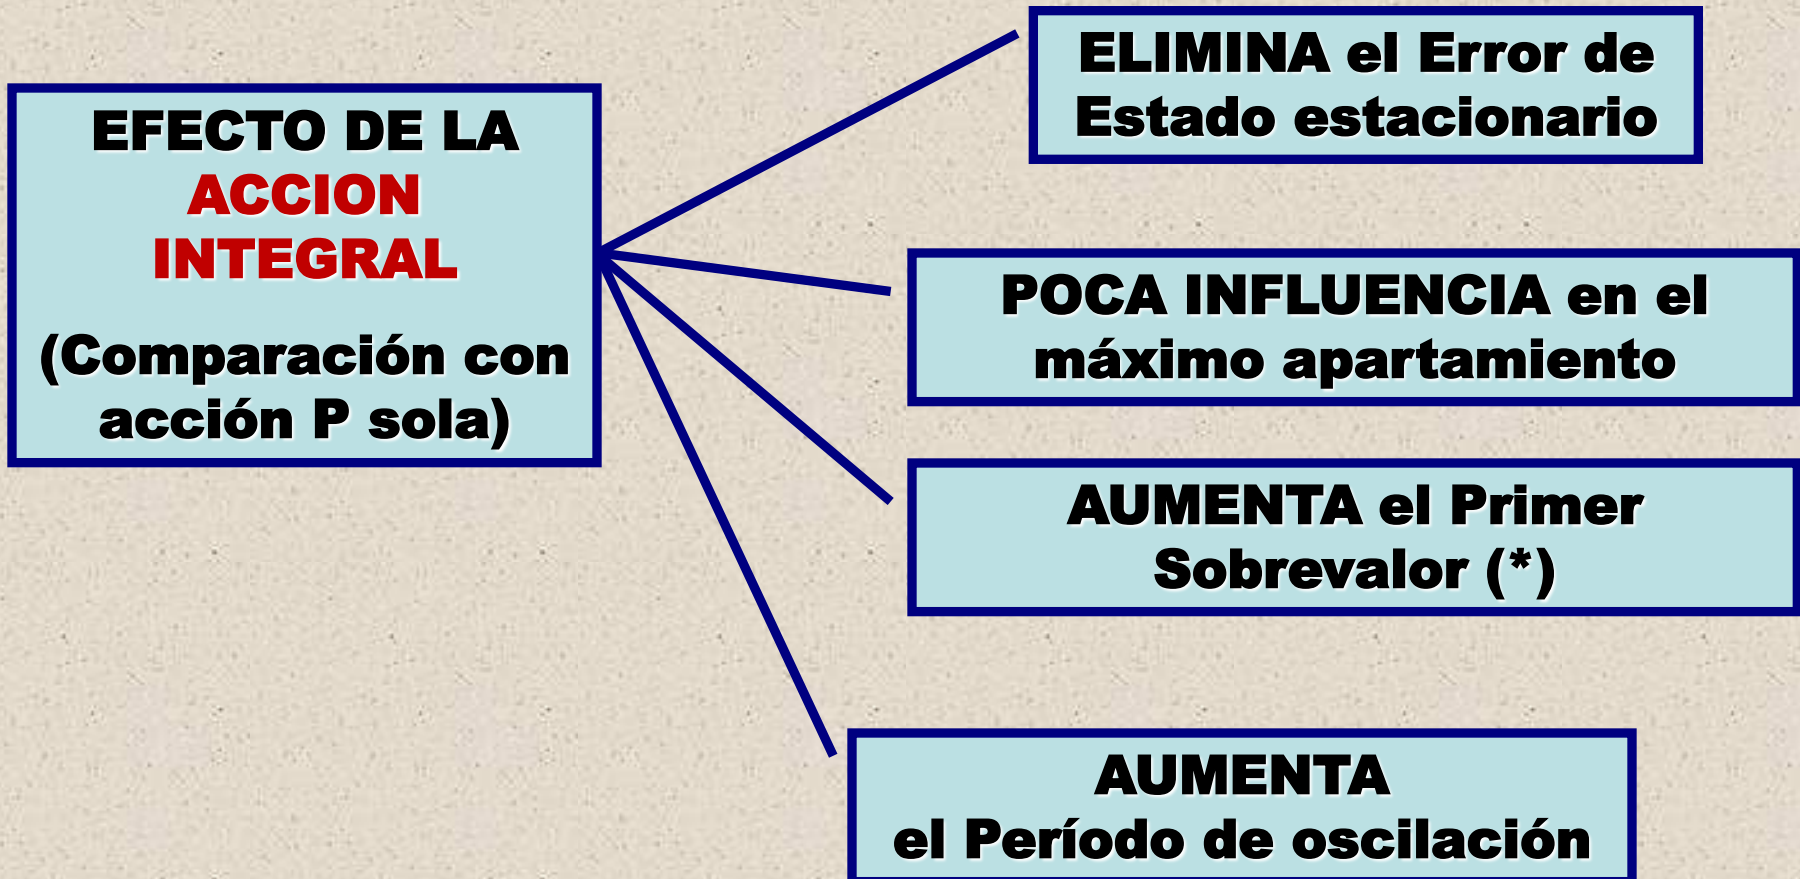 EFECTO DE LA
ACCION
INTEGRAL
(Comparación con
acción P sola)
ELIMINA el Error de
Estado estacionario
POCA INFLUENCIA en el
máximo apartamiento
AUMENTA el Primer
Sobrevalor (*)
AUMENTA
el Período de oscilación